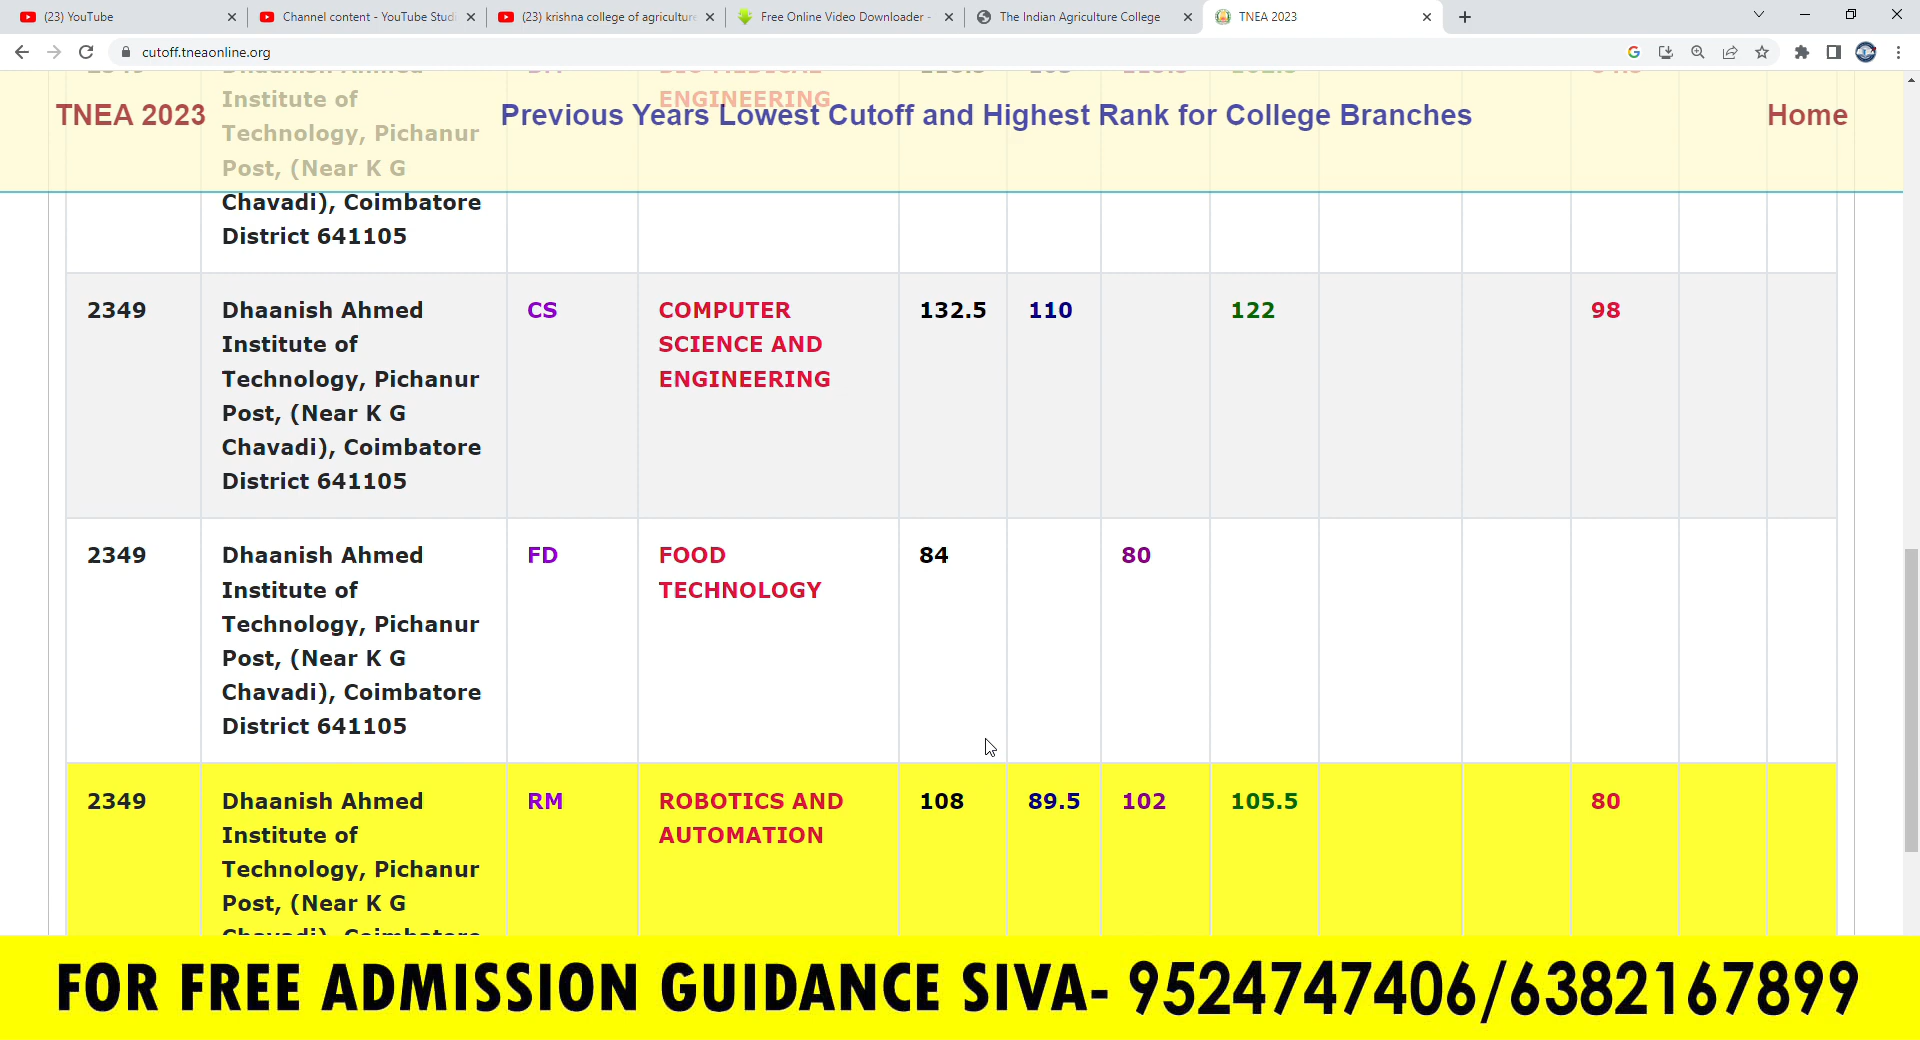 (23) YouTube
Channel content - YouTube Studi
(23) krishna college of agriculture
Free Online Video Downloader -
The Indian Agriculture College
TNEA 2023
cutoff.tneaonline.org
TNEA 2023
Previous Years Lowest Cutoff and Highest Rank for College Branches
Home
Institute of
ENGINEERING
Technology, Pichanur
Post, (Near K G
Chavadi), Coimbatore
District 641105
2349
Dhaanish Ahmed
Institute of
Technology, Pichanur
Post, (Near K G
Chavadi), Coimbatore
District 641105
CS
COMPUTER
SCIENCE AND
ENGINEERING
132.5
110
122
98
2349
Dhaanish Ahmed
Institute of
Technology, Pichanur
Post, (Near K G
Chavadi), Coimbatore
District 641105
FD
FOOD
TECHNOLOGY
84
80
2349
Dhaanish Ahmed
Institute of
Technology, Pichanur
Post, (Near K G
Chavadi), Coimbatore
RM
ROBOTICS AND
AUTOMATION
108
89.5
102
105.5
80
FOR FREE ADMISSION GUIDANCE SIVA- 9524747406/6382167899